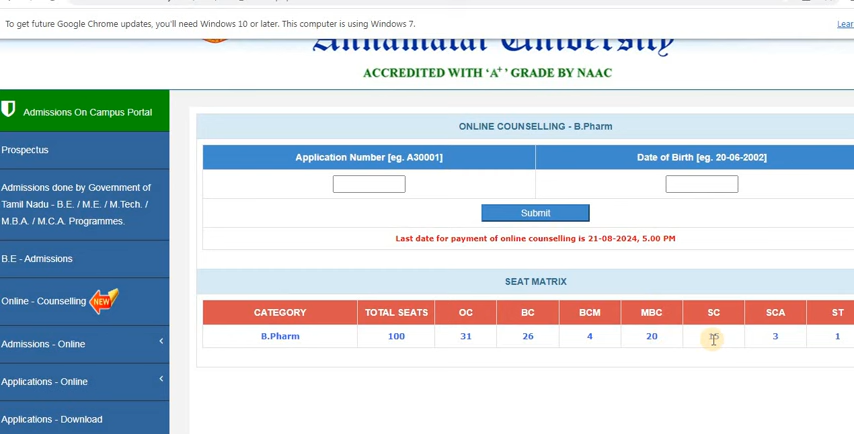 To get future Google Chrome updates, you'll need Windows 10 or later. This computer is using Windows 7.
Annamalai University
ACCREDITED WITH 'A+' GRADE BY NAAC
Admissions On Campus Portal
Prospectus
Admissions done by Government of
Tamil Nadu - B.E. / M.E. / M.Tech. /
M.B.A. / M.C.A. Programmes.
B.E - Admissions
Online - Counselling NEW
Admissions - Online
Applications - Online
Applications - Download
ONLINE COUNSELLING - B.Pharm
Application Number [eg. A30001] Date of Birth [eg. 20-06-2002]
Submit
Last date for payment of online counselling is 21-08-2024, 5.00 PM
SEAT MATRIX
CATEGORY TOTAL SEATS OC BC BCM MBC SC SCA ST
B.Pharm 100 31 26 4 20 3 1